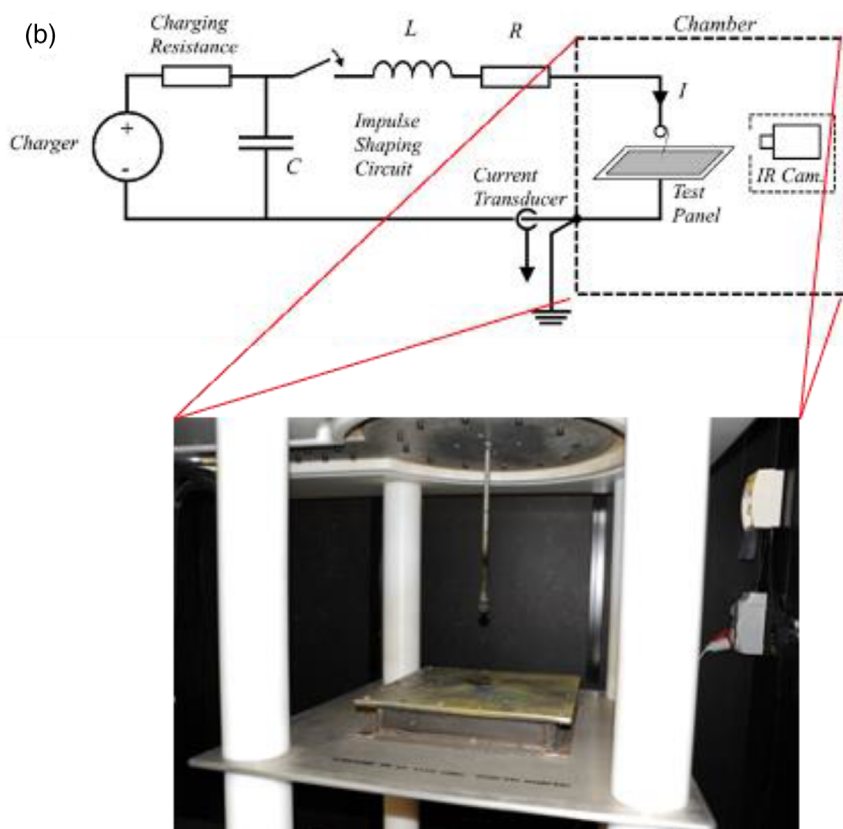 (b)
Charging
Resistance
L
R
Chamber
I
Charger
+
-
C
Impulse
Shaping
Circuit
Current
Transducer
Test
Panel
IR Cam.